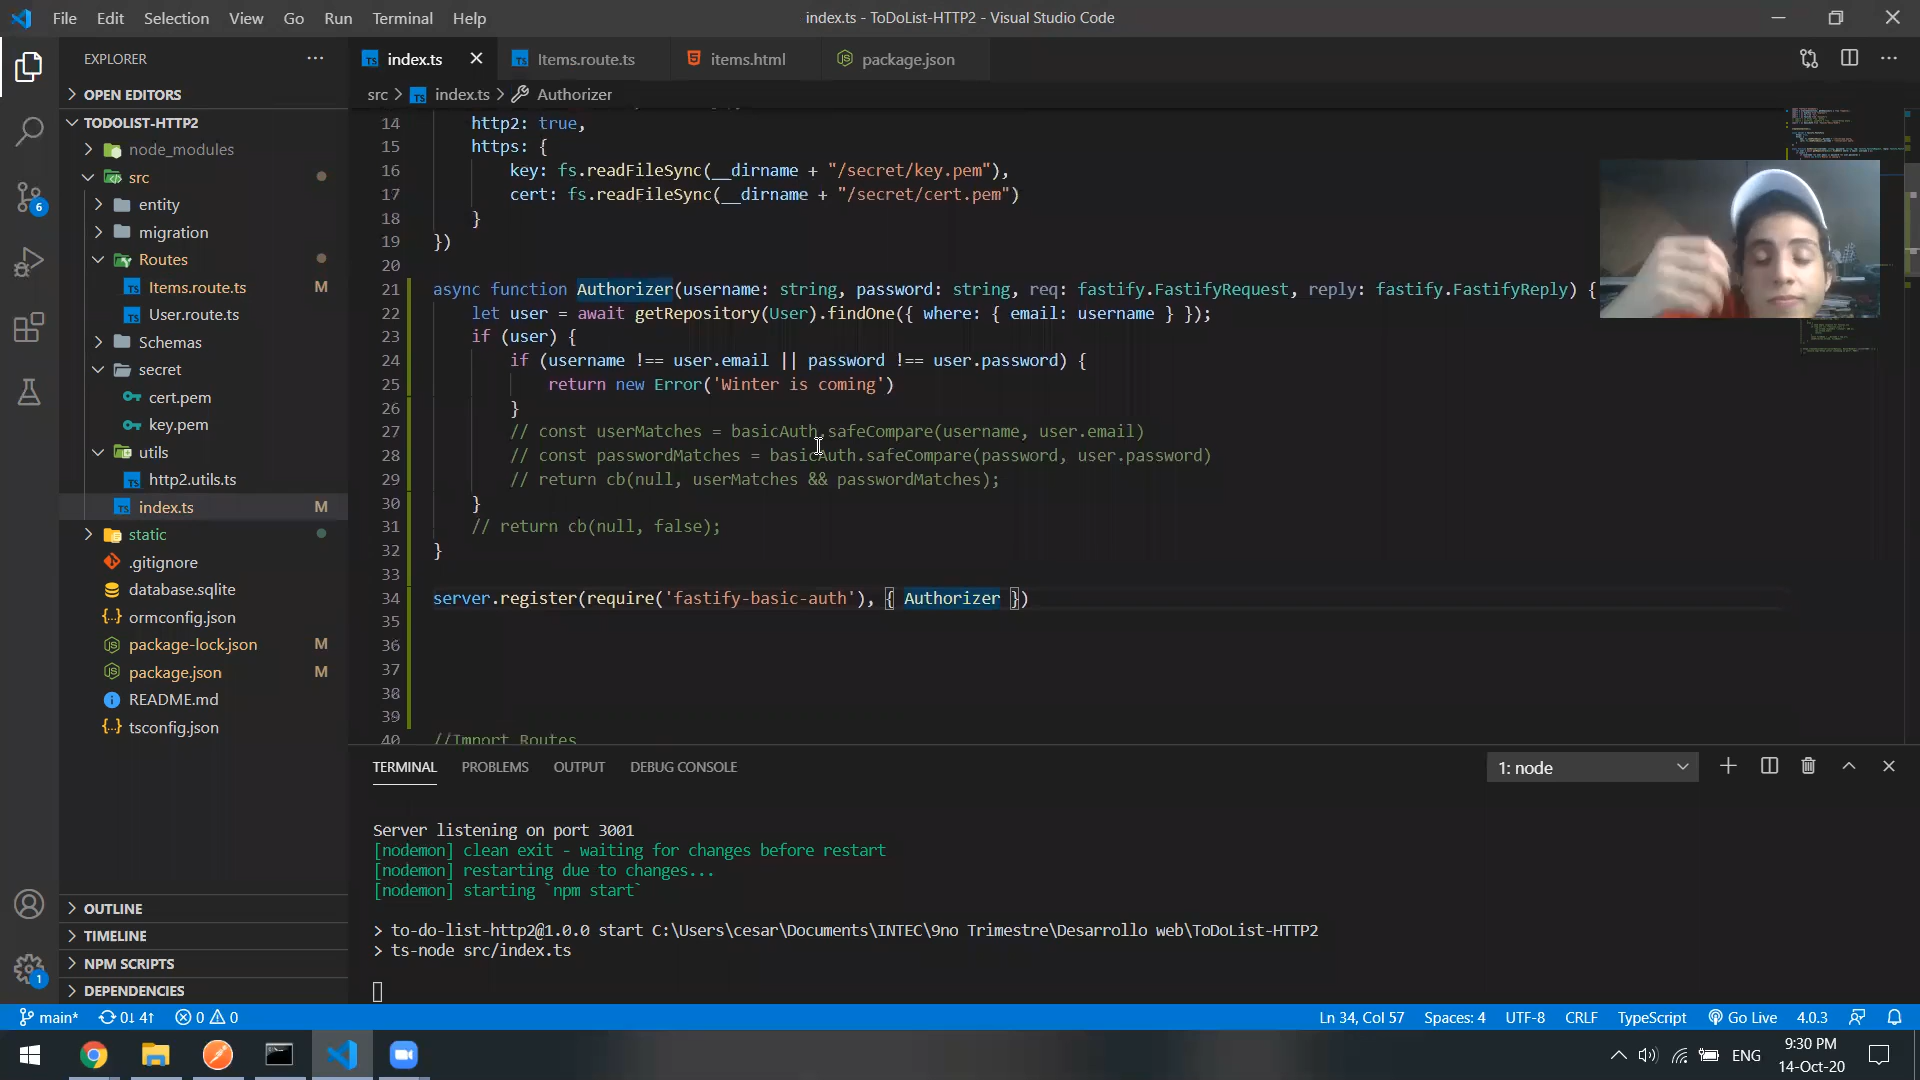 File Edit Selection View Go Run Terminal Help
index.ts - ToDoList-HTTP2 - Visual Studio Code
EXPLORER
index.ts
Items.route.ts
items.html
package.json
OPEN EDITORS
src > index.ts > Authorizer
TODOLIST-HTTP2
node_modules
src
entity
migration
Routes
Items.route.ts M
User.route.ts
Schemas
secret
cert.pem
key.pem
utils
http2.utils.ts
index.ts M
static
.gitignore
database.sqlite
ormconfig.json
package-lock.json M
package.json M
README.md
tsconfig.json
OUTLINE
TIMELINE
NPM SCRIPTS
DEPENDENCIES
6
1
14 http2: true,
15 https: {
16 key: fs.readFileSync(__dirname + "/secret/key.pem"),
17 cert: fs.readFileSync(__dirname + "/secret/cert.pem")
18 }
19 })
20
21 async function Authorizer(username: string, password: string, req: fastify.FastifyRequest, reply: fastify.FastifyReply) {
22 let user = await getRepository(User).findOne({ where: { email: username } });
23 if (user) {
24 if (username !== user.email || password !== user.password) {
25 return new Error('Winter is coming')
26 }
27 // const userMatches = basicAuth.safeCompare(username, user.email)
28 // const passwordMatches = basicAuth.safeCompare(password, user.password)
29 // return cb(null, userMatches && passwordMatches);
30 }
31 // return cb(null, false);
32 }
33
34 server.register(require('fastify-basic-auth'), { Authorizer })
35
36
37
38
39
40 //Import Routes
TERMINAL PROBLEMS OUTPUT DEBUG CONSOLE
1: node
Server listening on port 3001
[nodemon] clean exit - waiting for changes before restart
[nodemon] restarting due to changes...
[nodemon] starting `npm start`
> to-do-list-http2@1.0.0 start C:\Users\cesar\Documents\INTEC\9no Trimestre\Desarrollo web\ToDoList-HTTP2
> ts-node src/index.ts
main* 0↓ 4↑ 0 0
Ln 34, Col 57 Spaces: 4 UTF-8 CRLF TypeScript Go Live 4.0.3
ENG
9:30 PM
14-Oct-20